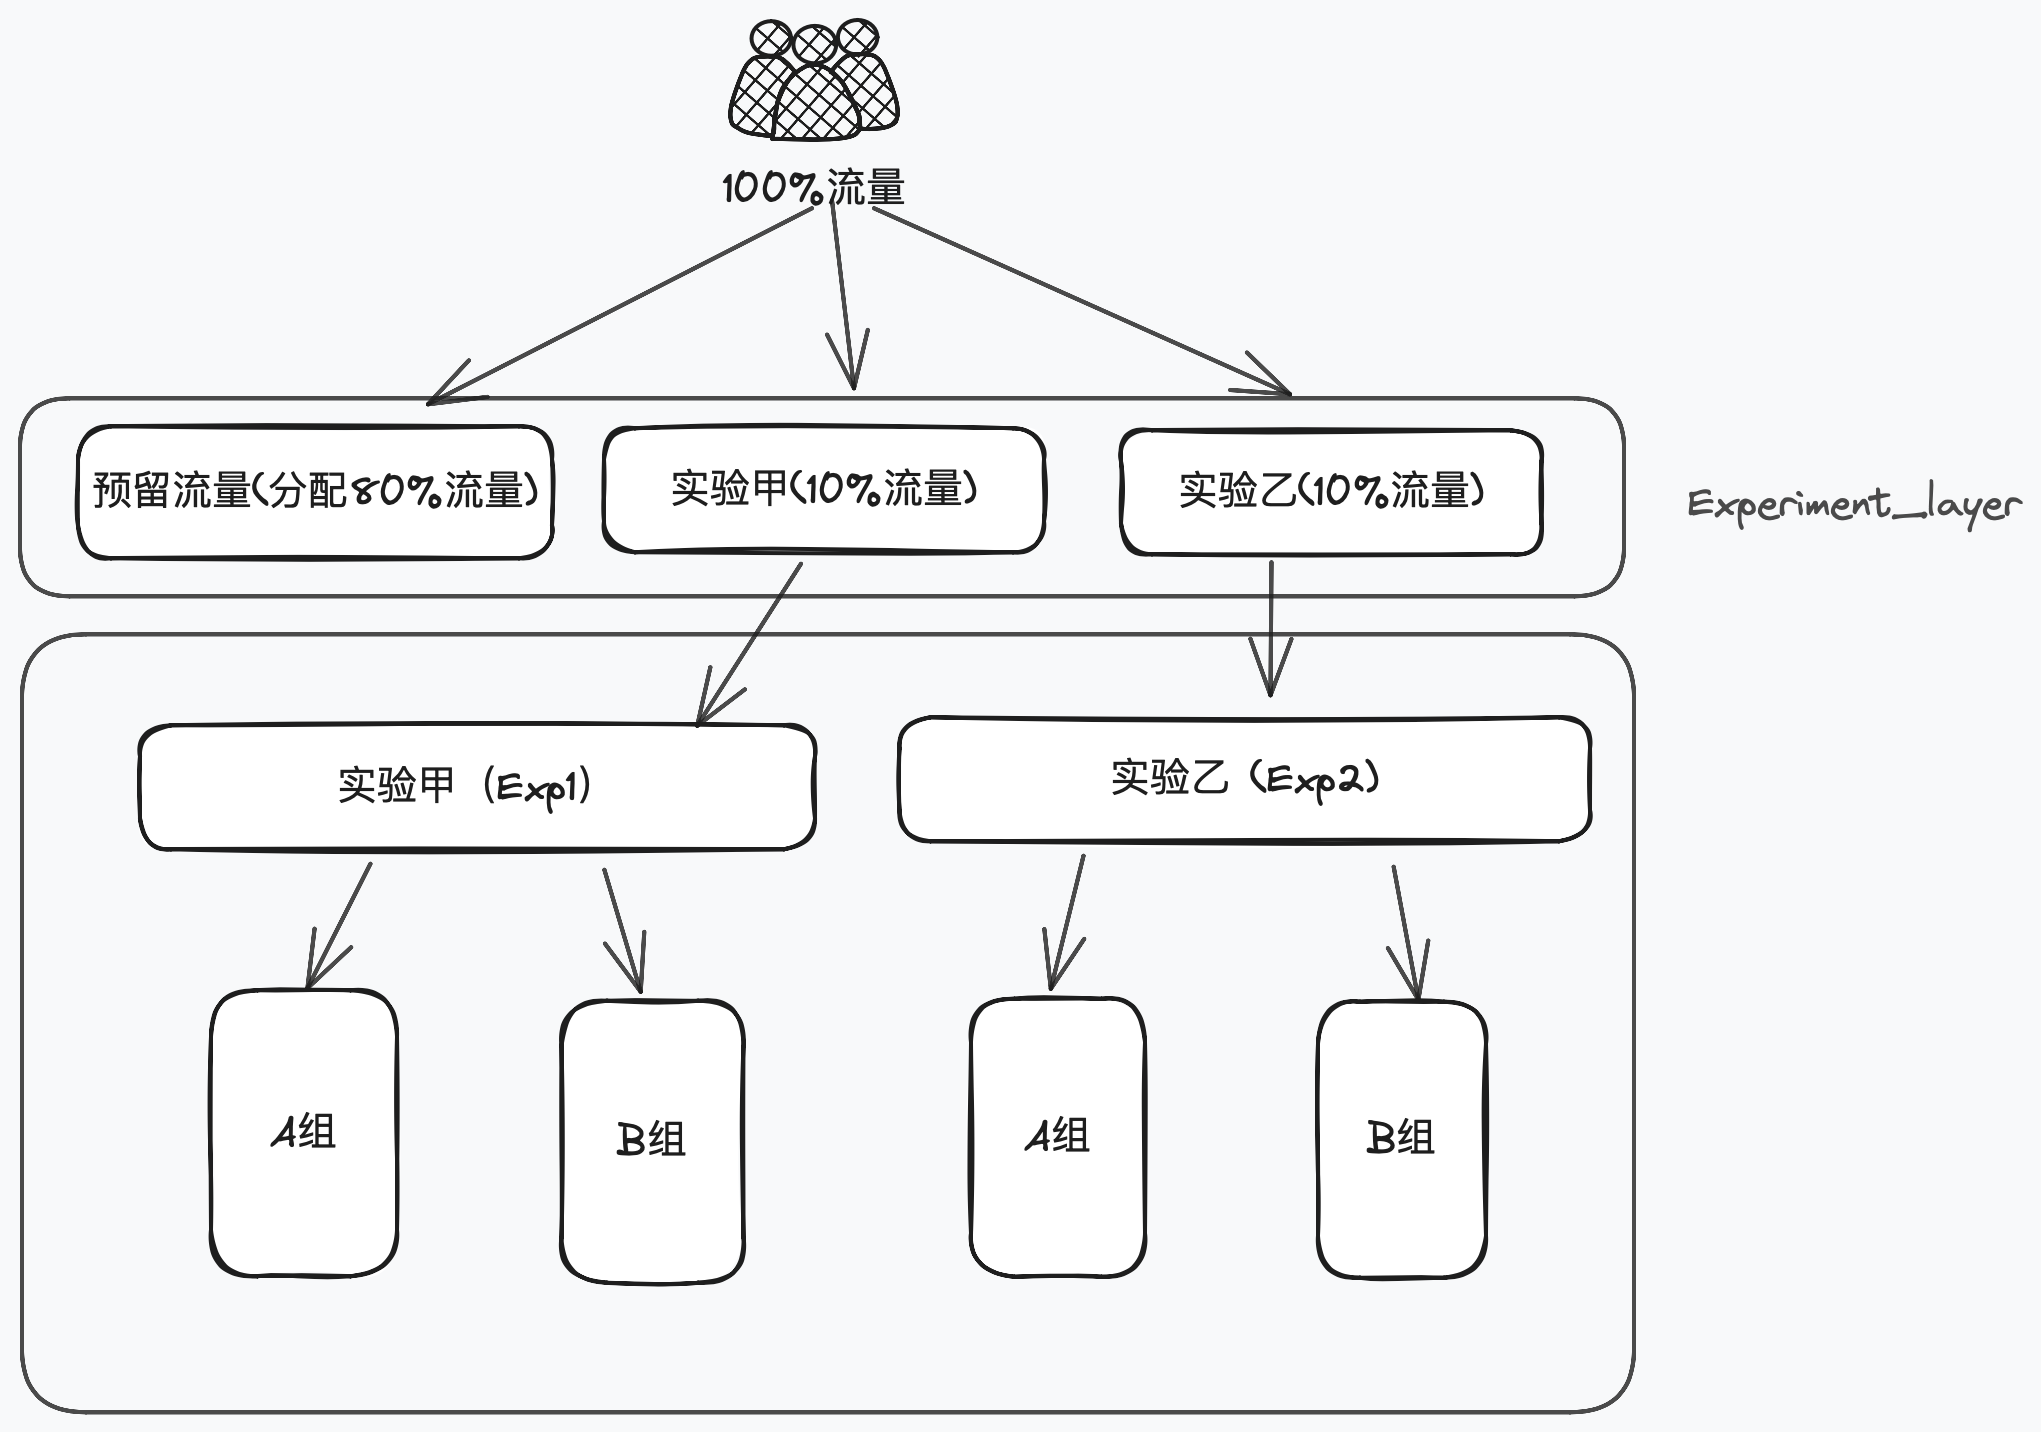 100%流量
预留流量(分配80%流量)
实验甲(10%流量)
实验乙(10%流量)
Experiment_layer
实验甲（Exp1）
实验乙 (Exp2)
A组
B组
A组
B组